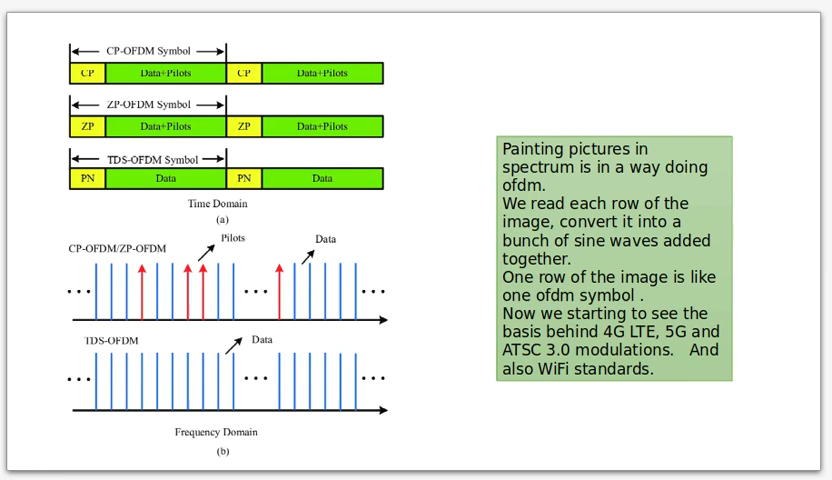 CP-OFDM Symbol
CP Data+Pilots CP Data+Pilots
ZP-OFDM Symbol
ZP Data+Pilots ZP Data+Pilots
TDS-OFDM Symbol
PN Data PN Data
Time Domain
(a)
Pilots
Data
CP-OFDM/ZP-OFDM
TDS-OFDM
Data
Frequency Domain
(b)
Painting pictures in
spectrum is in a way doing
ofdm.
We read each row of the
image, convert it into a
bunch of sine waves added
together.
One row of the image is like
one ofdm symbol .
Now we starting to see the
basis behind 4G LTE, 5G and
ATSC 3.0 modulations.   And
also WiFi standards.